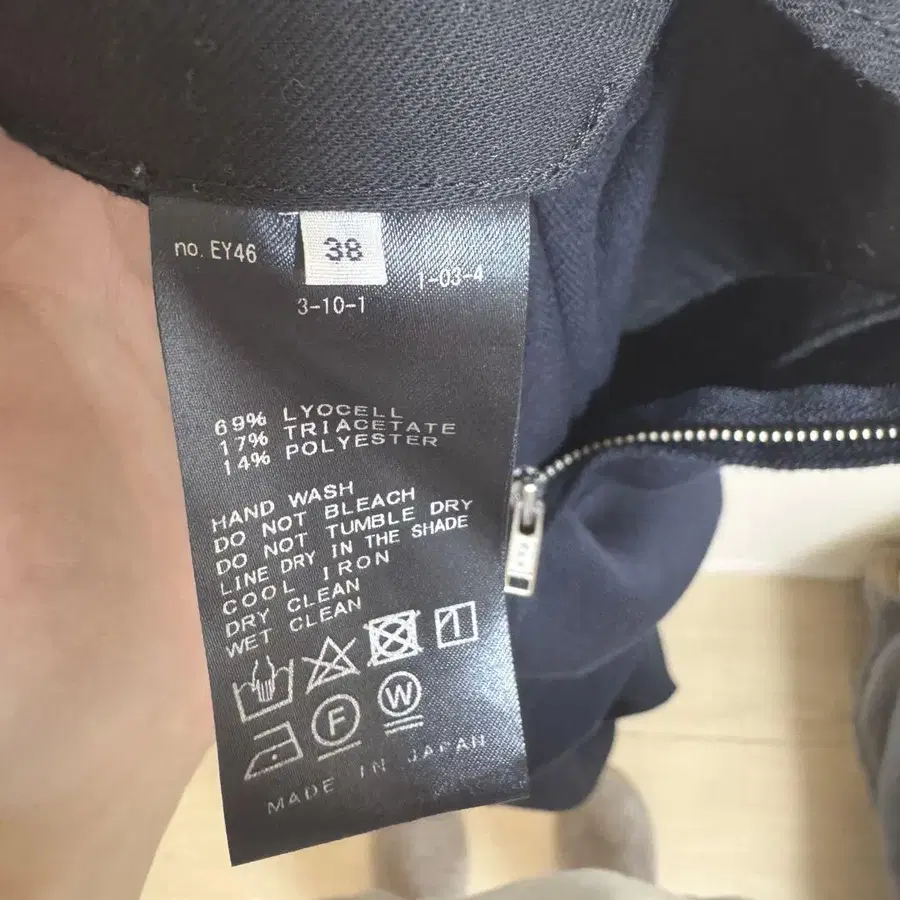 no. EY46
38
1-03-4
3-10-1
69% LYOCELL
17% TRIACETATE
14% POLYESTER
HAND WASH
DO NOT BLEACH
DO NOT TUMBLE DRY
LINE DRY IN THE SHADE
COOL IRON
DRY CLEAN
WET CLEAN
F
W
MADE IN JAPAN